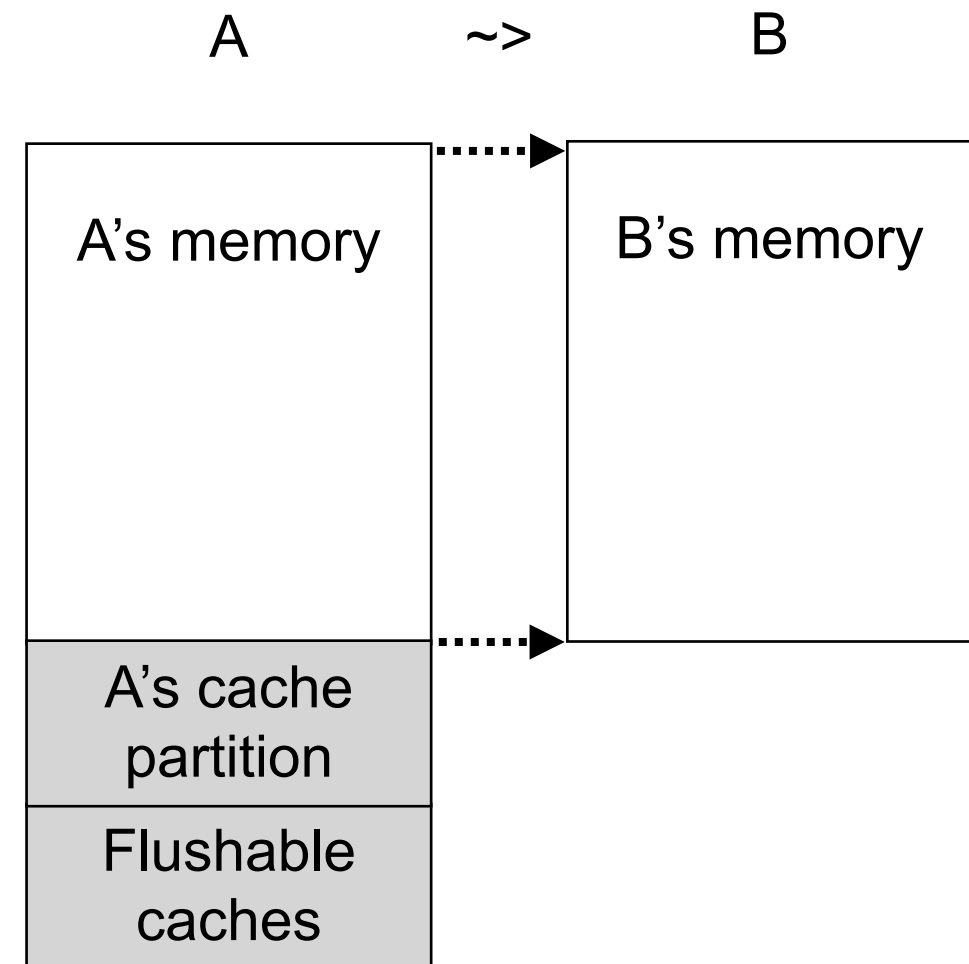 A ~> B
A’s memory
B’s memory
A’s cache
partition
Flushable
caches